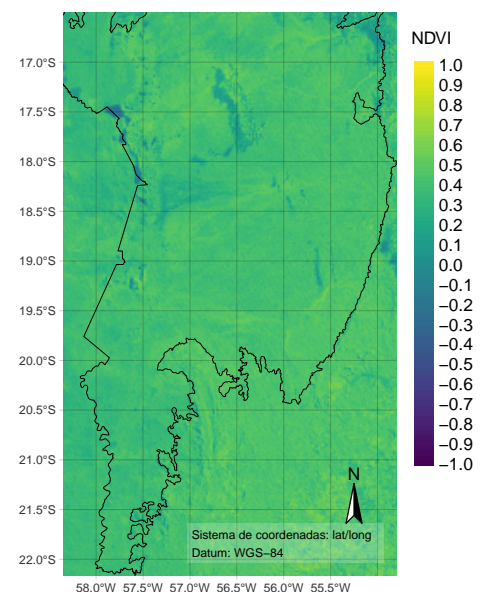 NDVI
1.0
0.9
0.8
0.7
0.6
0.5
0.4
0.3
0.2
0.1
0.0
−0.1
−0.2
−0.3
−0.4
−0.5
−0.6
−0.7
−0.8
−0.9
−1.0
17.0°S
17.5°S
18.0°S
18.5°S
19.0°S
19.5°S
20.0°S
20.5°S
21.0°S
21.5°S
22.0°S
N
Sistema de coordenadas: lat/long
Datum: WGS−84
58.0°W 57.5°W 57.0°W 56.5°W 56.0°W 55.5°W